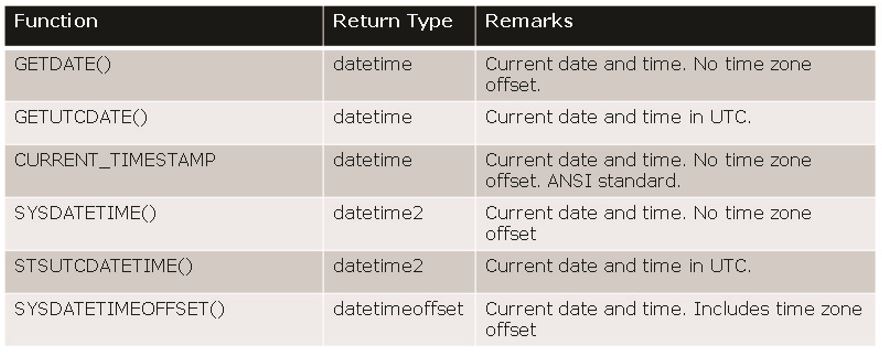 Function Return Type Remarks
GETDATE() datetime Current date and time. No time zone
offset.
GETUTCDATE() datetime Current date and time in UTC.
CURRENT_TIMESTAMP datetime Current date and time. No time zone
offset. ANSI standard.
SYSDATETIME() datetime2 Current date and time. No time zone
offset
STSUTCDATETIME() datetime2 Current date and time in UTC.
SYSDATETIMEOFFSET() datetimeoffset Current date and time. Includes time zone
offset